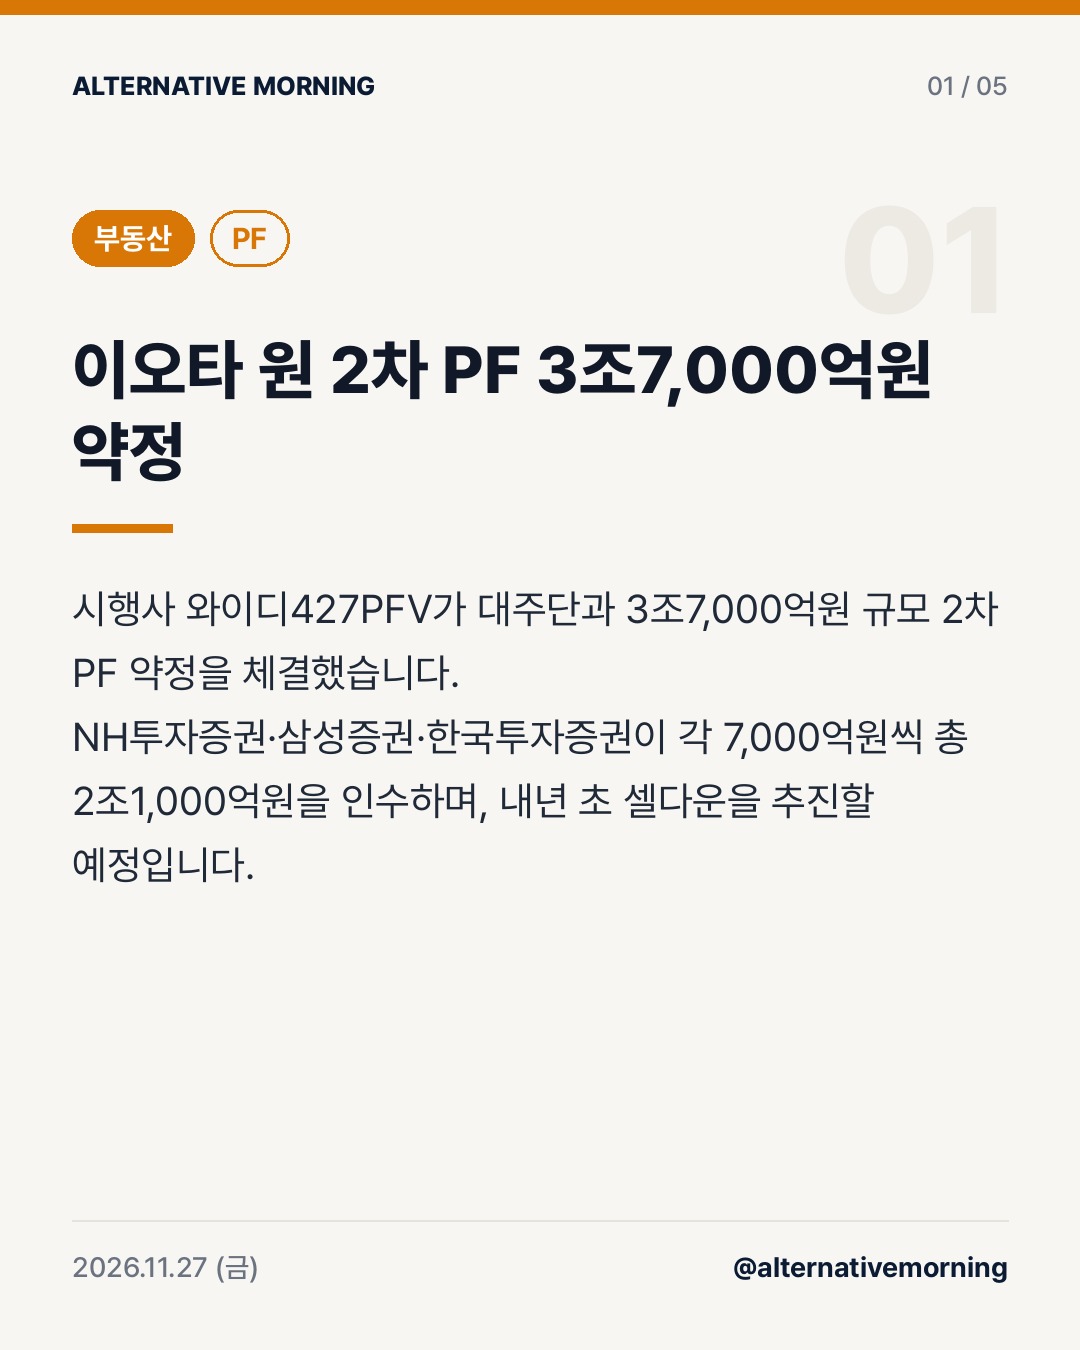 ALTERNATIVE MORNING
01 / 05
부동산
PF
01
이오타 원 2차 PF 3조7,000억원
약정
시행사 와이디427PFV가 대주단과 3조7,000억원 규모 2차
PF 약정을 체결했습니다.
NH투자증권·삼성증권·한국투자증권이 각 7,000억원씩 총
2조1,000억원을 인수하며, 내년 초 셀다운을 추진할
예정입니다.
2026.11.27 (금)
@alternativemorning